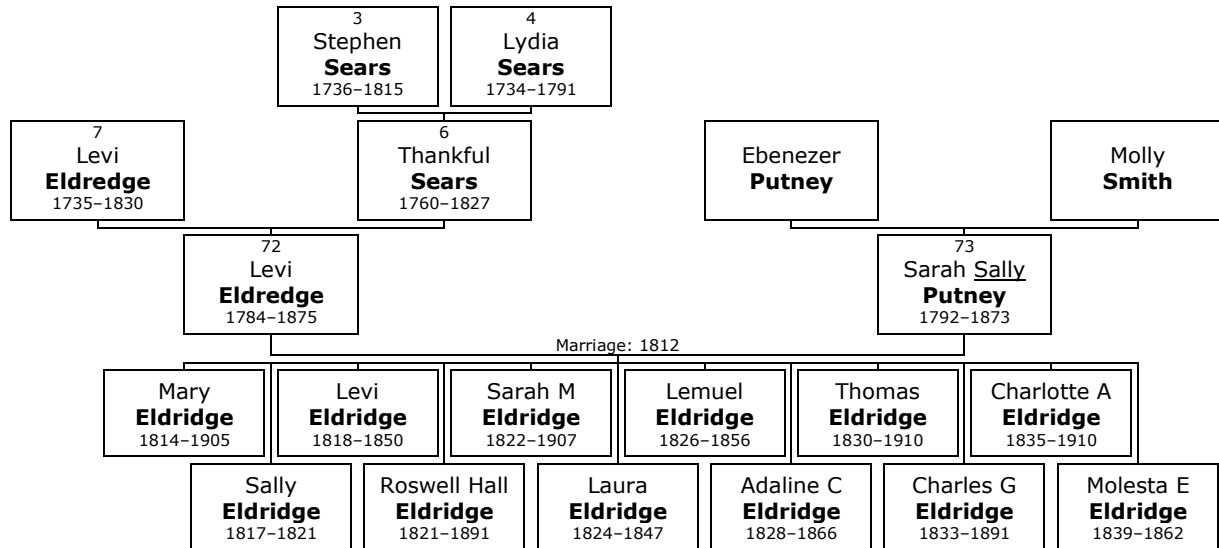 3
Stephen
Sears
1736–1815
4
Lydia
Sears
1734–1791
7
Levi
Eldredge
1735–1830
6
Thankful
Sears
1760–1827
Ebenezer
Putney
Molly
Smith
72
Levi
Eldredge
1784–1875
73
Sarah Sally
Putney
1792–1873
Marriage: 1812
Mary
Eldridge
1814–1905
Levi
Eldridge
1818–1850
Sarah M
Eldridge
1822–1907
Lemuel
Eldridge
1826–1856
Thomas
Eldridge
1830–1910
Charlotte A
Eldridge
1835–1910
Sally
Eldridge
1817–1821
Roswell Hall
Eldridge
1821–1891
Laura
Eldridge
1824–1847
Adaline C
Eldridge
1828–1866
Charles G
Eldridge
1833–1891
Molesta E
Eldridge
1839–1862